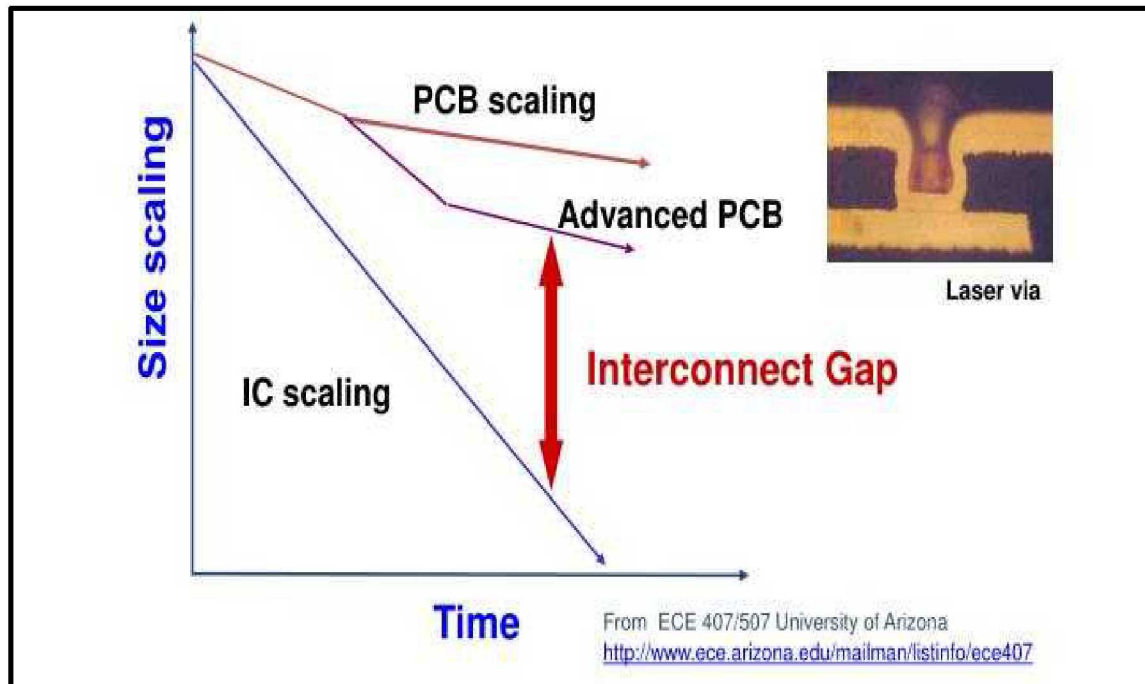 Size scaling
PCB scaling
Advanced PCB
Laser via
Interconnect Gap
IC scaling
Time
From ECE 407/507 University of Arizona
http://www.ece.arizona.edu/mailman/listinfo/ece407